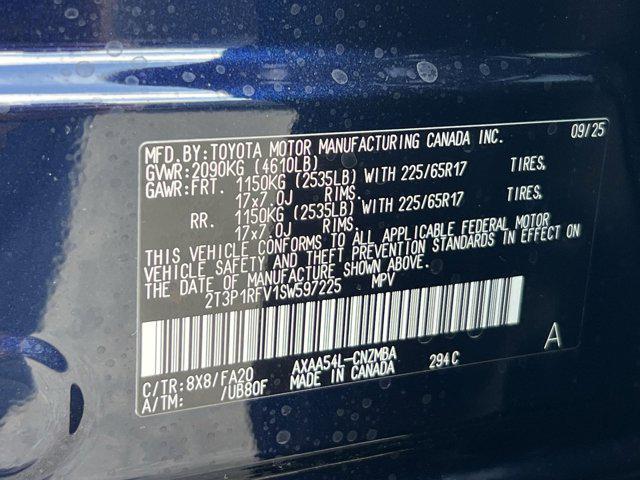 MFD.BY:TOYOTA MOTOR MANUFACTURING CANADA INC. 09/25
GVWR:2090KG (4610LB)
GAWR:FRT. 1150KG (2535LB) WITH 225/65R17 TIRES,
17x7.0J RIMS.
RR. 1150KG (2535LB) WITH 225/65R17 TIRES,
17x7.0J RIMS.
THIS VEHICLE CONFORMS TO ALL APPLICABLE FEDERAL MOTOR
VEHICLE SAFETY AND THEFT PREVENTION STANDARDS IN EFFECT ON
THE DATE OF MANUFACTURE SHOWN ABOVE.
2T3P1RFV1SW597225 MPV
A
C/TR:8X8/FA20 AXAA54L-CNZMBA 294C
A/TM: /UB80F MADE IN CANADA